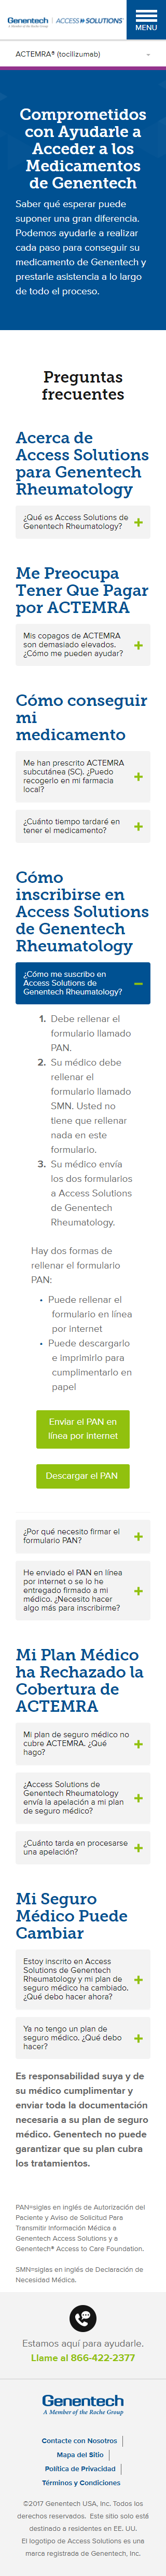 Genentech | ACCESS SOLUTIONS®
MENU
ACTEMRA® (tocilizumab)
Comprometidos
con Ayudarle a
Acceder a los
Medicamentos
de Genentech
Saber qué esperar puede
suponer una gran diferencia.
Podemos ayudarle a realizar
cada paso para conseguir su
medicamento de Genentech y
prestarle asistencia a lo largo
de todo el proceso.
Preguntas
frecuentes
Acerca de
Access Solutions
para Genentech
Rheumatology
¿Qué es Access Solutions de
Genentech Rheumatology?
Me Preocupa
Tener Que Pagar
por ACTEMRA
Mis copagos de ACTEMRA
son demasiado elevados.
¿Cómo me pueden ayudar?
Cómo conseguir
mi
medicamento
Me han prescrito ACTEMRA
subcutánea (SC). ¿Puedo
recogerlo en mi farmacia
local?
¿Cuánto tiempo tardaré en
tener el medicamento?
Cómo
inscribirse en
Access Solutions
de Genentech
Rheumatology
¿Cómo me suscribo en
Access Solutions de
Genentech Rheumatology?
1. Debe rellenar el
formulario llamado
PAN.
2. Su médico debe
rellenar el
formulario llamado
SMN. Usted no
tiene que rellenar
nada en este
formulario.
3. Su médico envía
los dos formularios
a Access Solutions
de Genentech
Rheumatology.
Hay dos formas de
rellenar el formulario
PAN:
• Puede rellenar el
formulario en línea
por internet
• Puede descargarlo
e imprimirlo para
cumplimentarlo en
papel
Enviar el PAN en
línea por internet
Descargar el PAN
¿Por qué necesito firmar el
formulario PAN?
He enviado el PAN en línea
por internet o se lo he
entregado firmado a mi
médico. ¿Necesito hacer
algo más para inscribirme?
Mi Plan Médico
ha Rechazado la
Cobertura de
ACTEMRA
Mi plan de seguro médico no
cubre ACTEMRA. ¿Qué
hago?
¿Access Solutions de
Genentech Rheumatology
envía la apelación a mi plan
de seguro médico?
¿Cuánto tarda en procesarse
una apelación?
Mi Seguro
Médico Puede
Cambiar
Estoy inscrito en Access
Solutions de Genentech
Rheumatology y mi plan de
seguro médico ha cambiado.
¿Qué debo hacer ahora?
Ya no tengo un plan de
seguro médico. ¿Qué debo
hacer?
Es responsabilidad suya y de
su médico cumplimentar y
enviar toda la documentación
necesaria a su plan de seguro
médico. Genentech no puede
garantizar que su plan cubra
los tratamientos.
PAN=siglas en inglés de Autorización del
Paciente y Aviso de Solicitud Para
Transmitir Información Médica a
Genentech Access Solutions y a
Genentech® Access to Care Foundation.
SMN=siglas en inglés de Declaración de
Necesidad Médica.
Estamos aquí para ayudarle.
Llame al 866-422-2377
Genentech
A Member of the Roche Group
Contacte con Nosotros |
Mapa del Sitio |
Política de Privacidad |
Términos y Condiciones
©2017 Genentech USA, Inc. Todos los
derechos reservados. Este sitio solo está
destinado a residentes en EE. UU.
El logotipo de Access Solutions es una
marca registrada de Genentech, Inc.